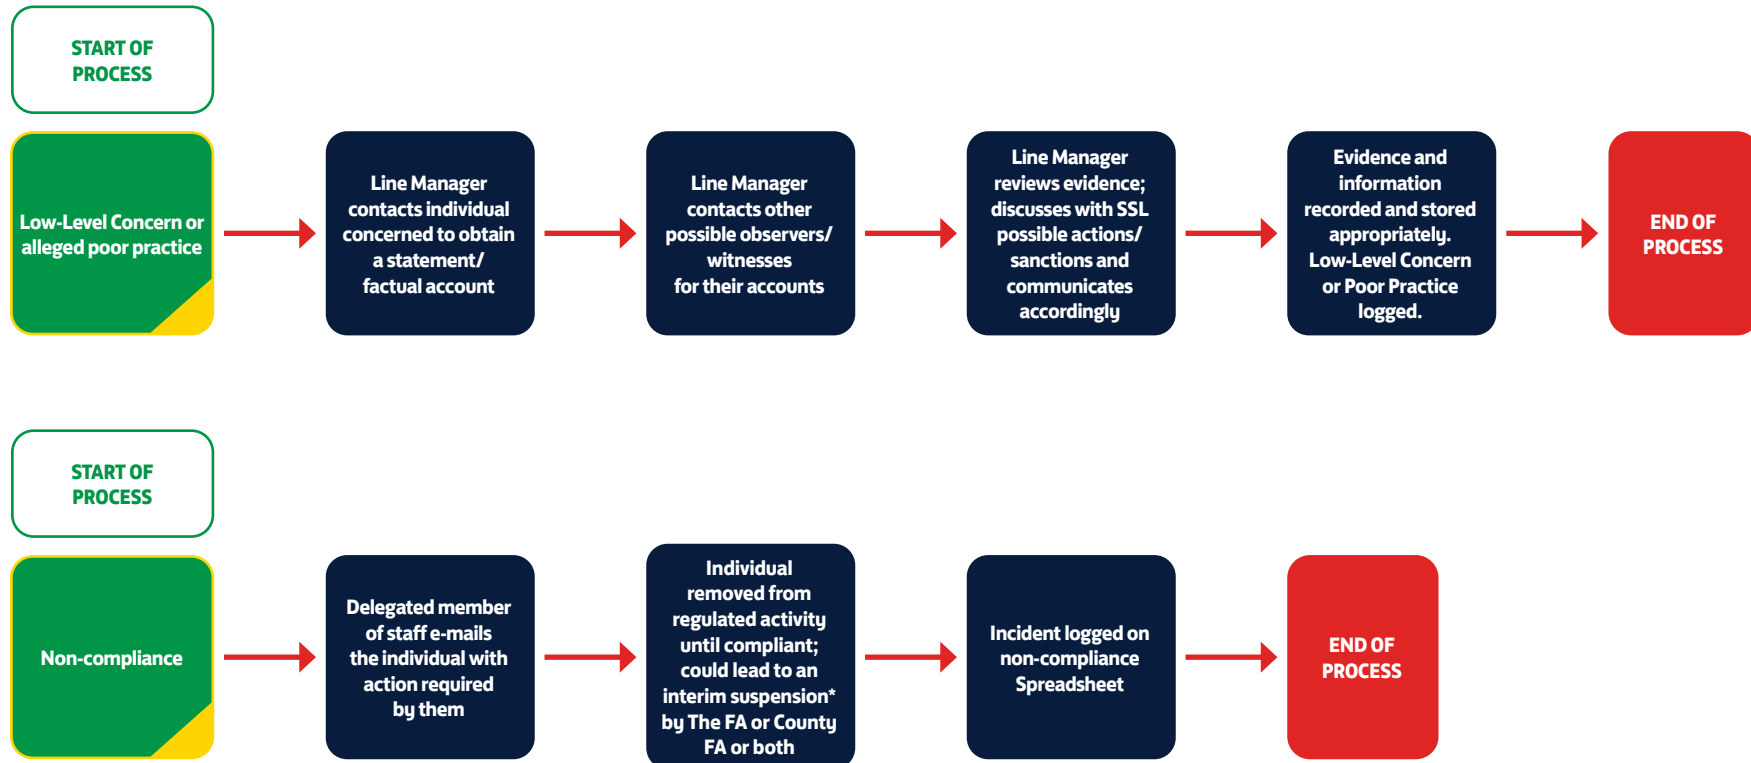 START OF
PROCESS
Low-Level Concern or
alleged poor practice
Line Manager
contacts individual
concerned to obtain
a statement/
factual account
Line Manager
contacts other
possible observers/
witnesses
for their accounts
Line Manager
reviews evidence;
discusses with SSL
possible actions/
sanctions and
communicates
accordingly
Evidence and
information
recorded and stored
appropriately.
Low-Level Concern
or Poor Practice
logged.
END OF
PROCESS
START OF
PROCESS
Non-compliance
Delegated member
of staff e-mails
the individual with
action required
by them
Individual
removed from
regulated activity
until compliant;
could lead to an
interim suspension*
by The FA or County
FA or both
Incident logged on
non-compliance
Spreadsheet
END OF
PROCESS